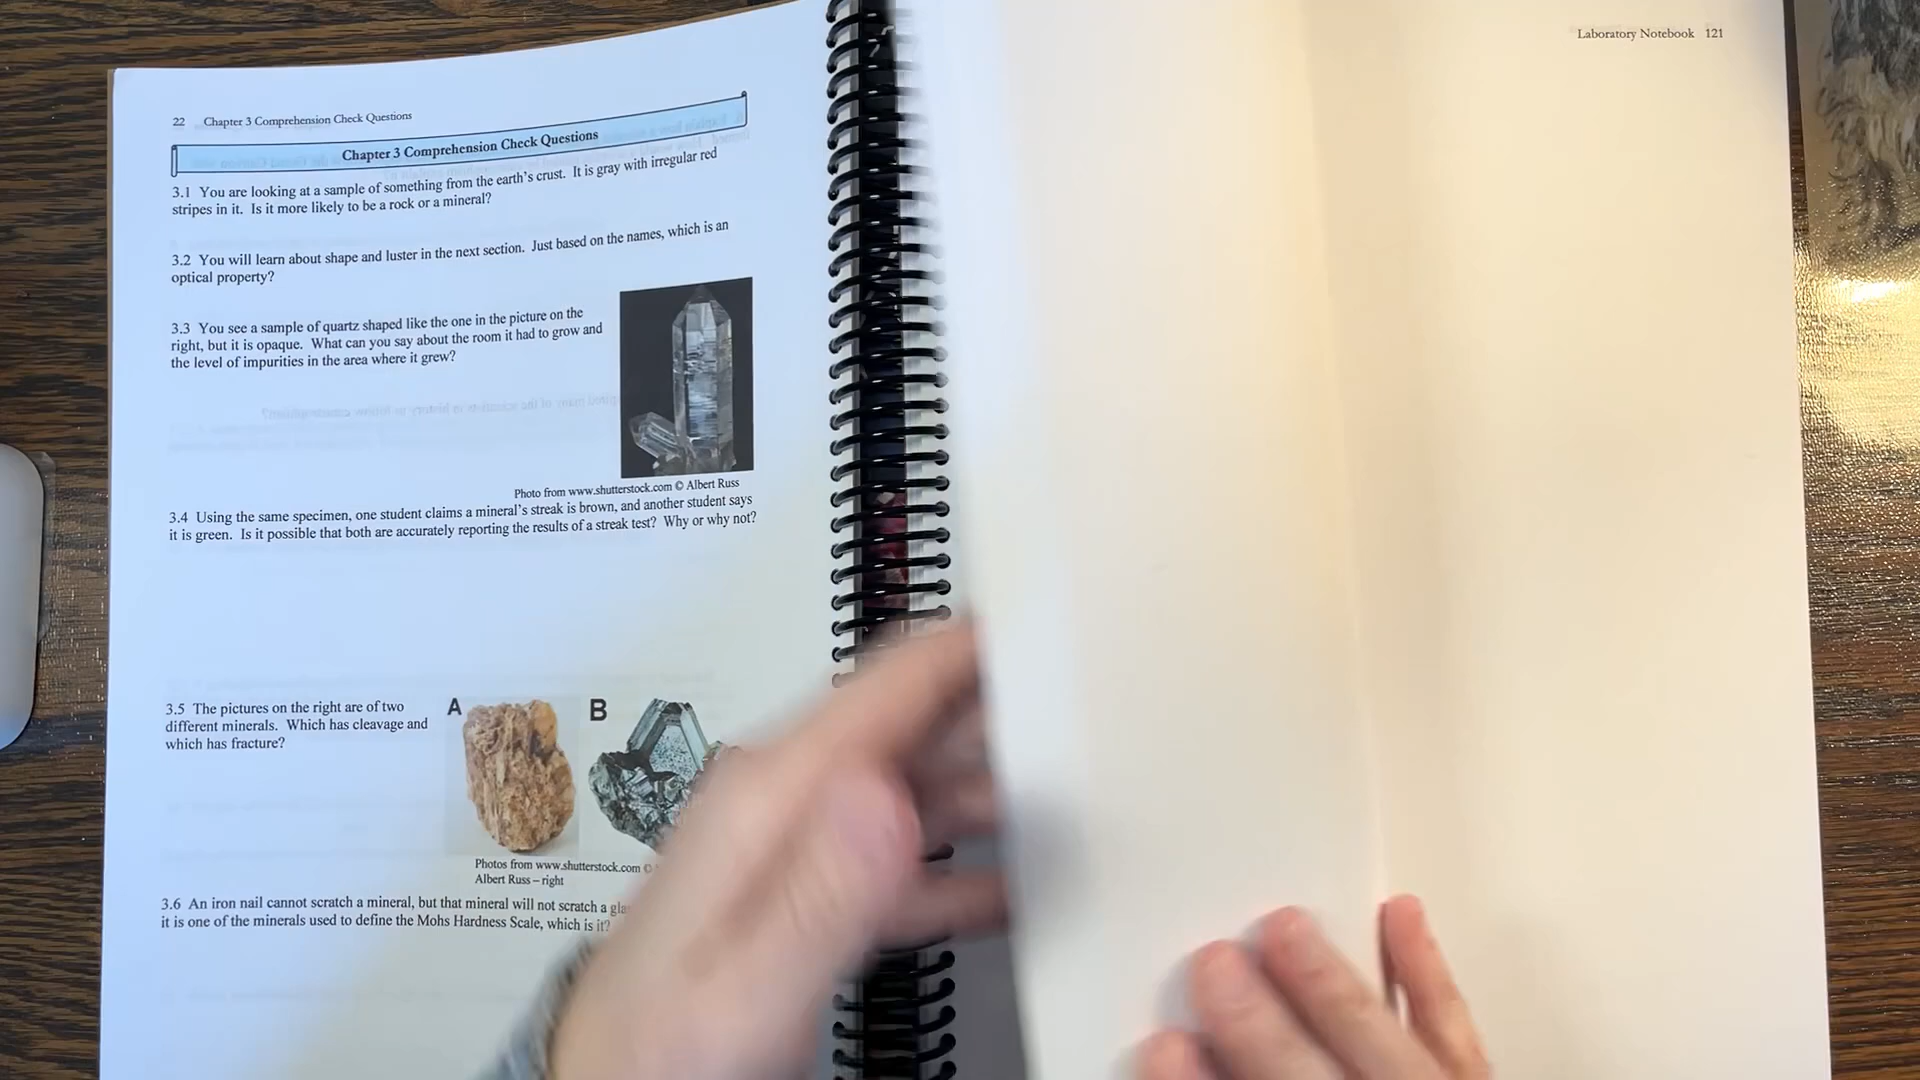 22 Chapter 3 Comprehension Check Questions
Chapter 3 Comprehension Check Questions
3.1 You are looking at a sample of something from the earth's crust. It is gray with irregular red
stripes in it. Is it more likely to be a rock or a mineral?
3.2 You will learn about shape and luster in the next section. Just based on the names, which is an
optical property?
3.3 You see a sample of quartz shaped like the one in the picture on the
right, but it is opaque. What can you say about the room it had to grow and
the level of impurities in the area where it grew?
Photo from www.shutterstock.com © Albert Russ
3.4 Using the same specimen, one student claims a mineral's streak is brown, and another student says
it is green. Is it possible that both are accurately reporting the results of a streak test? Why or why not?
3.5 The pictures on the right are of two
different minerals. Which has cleavage and
which has fracture?
A
B
Photos from www.shutterstock.com ©
Albert Russ – right
3.6 An iron nail cannot scratch a mineral, but that mineral will not scratch a
it is one of the minerals used to define the Mohs Hardness Scale, which is it?
Laboratory Notebook 121